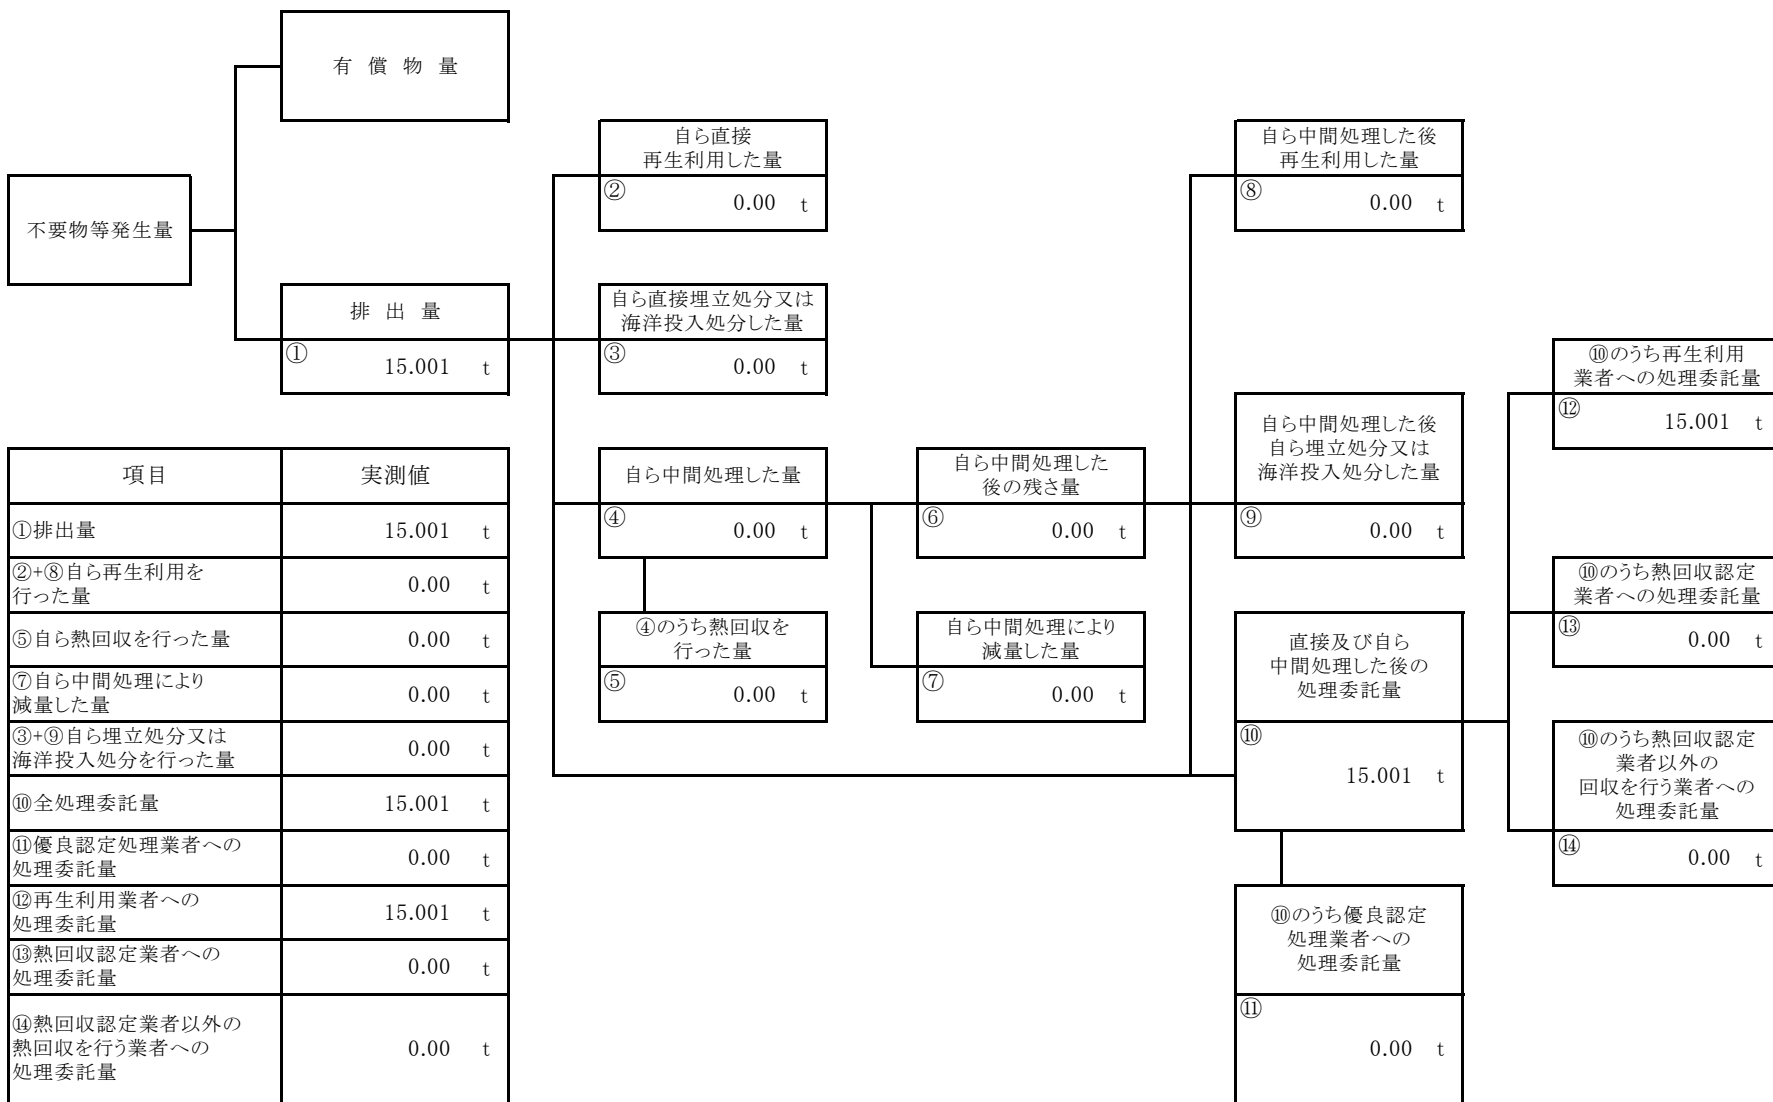 有 償 物 量
自ら直接
再生利用した量
② 0.00 t
自ら中間処理した後
再生利用した量
⑧ 0.00 t
不要物等発生量
排 出 量
① 15.001 t
自ら直接埋立処分又は
海洋投入処分した量
③ 0.00 t
⑩のうち再生利用
業者への処理委託量
⑫ 15.001 t
自ら中間処理した後
自ら埋立処分又は
海洋投入処分した量
⑨ 0.00 t
自ら中間処理した量
④ 0.00 t
自ら中間処理した
後の残さ量
⑥ 0.00 t
⑩のうち熱回収認定
業者への処理委託量
⑬ 0.00 t
④のうち熱回収を
行った量
⑤ 0.00 t
自ら中間処理により
減量した量
⑦ 0.00 t
直接及び自ら
中間処理した後の
処理委託量
⑩
15.001 t
⑩のうち熱回収認定
業者以外の
回収を行う業者への
処理委託量
⑭ 0.00 t
⑩のうち優良認定
処理業者への
処理委託量
⑪
0.00 t
項目 実測値
①排出量 15.001 t
②+⑧自ら再生利用を
行った量 0.00 t
⑤自ら熱回収を行った量 0.00 t
⑦自ら中間処理により
減量した量 0.00 t
③+⑨自ら埋立処分又は
海洋投入処分を行った量 0.00 t
⑩全処理委託量 15.001 t
⑪優良認定処理業者への
処理委託量 0.00 t
⑫再生利用業者への
処理委託量 15.001 t
⑬熱回収認定業者への
処理委託量 0.00 t
⑭熱回収認定業者以外の
熱回収を行う業者への
処理委託量 0.00 t